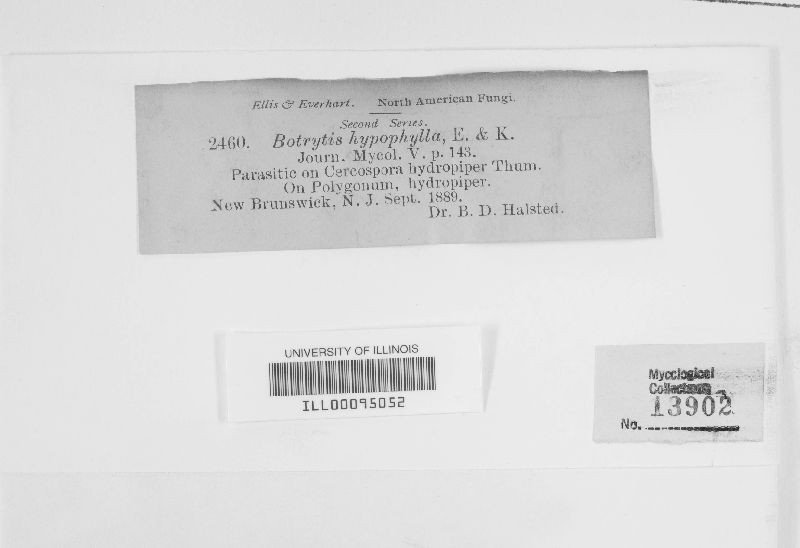 Ellis & Everhart. North American Fungi.
Second Series.
2460. Botrytis hypophylla, E. & K.
Journ. Mycol. V. p. 143.
Parasitic on Cercospora hydropiper Thum.
On Polygonum, hydropiper.
New Brunswick, N. J. Sept. 1889.
Dr. B. D. Halsted.
UNIVERSITY OF ILLINOIS
ILL00095052
Mycological
Collections
13902
No.